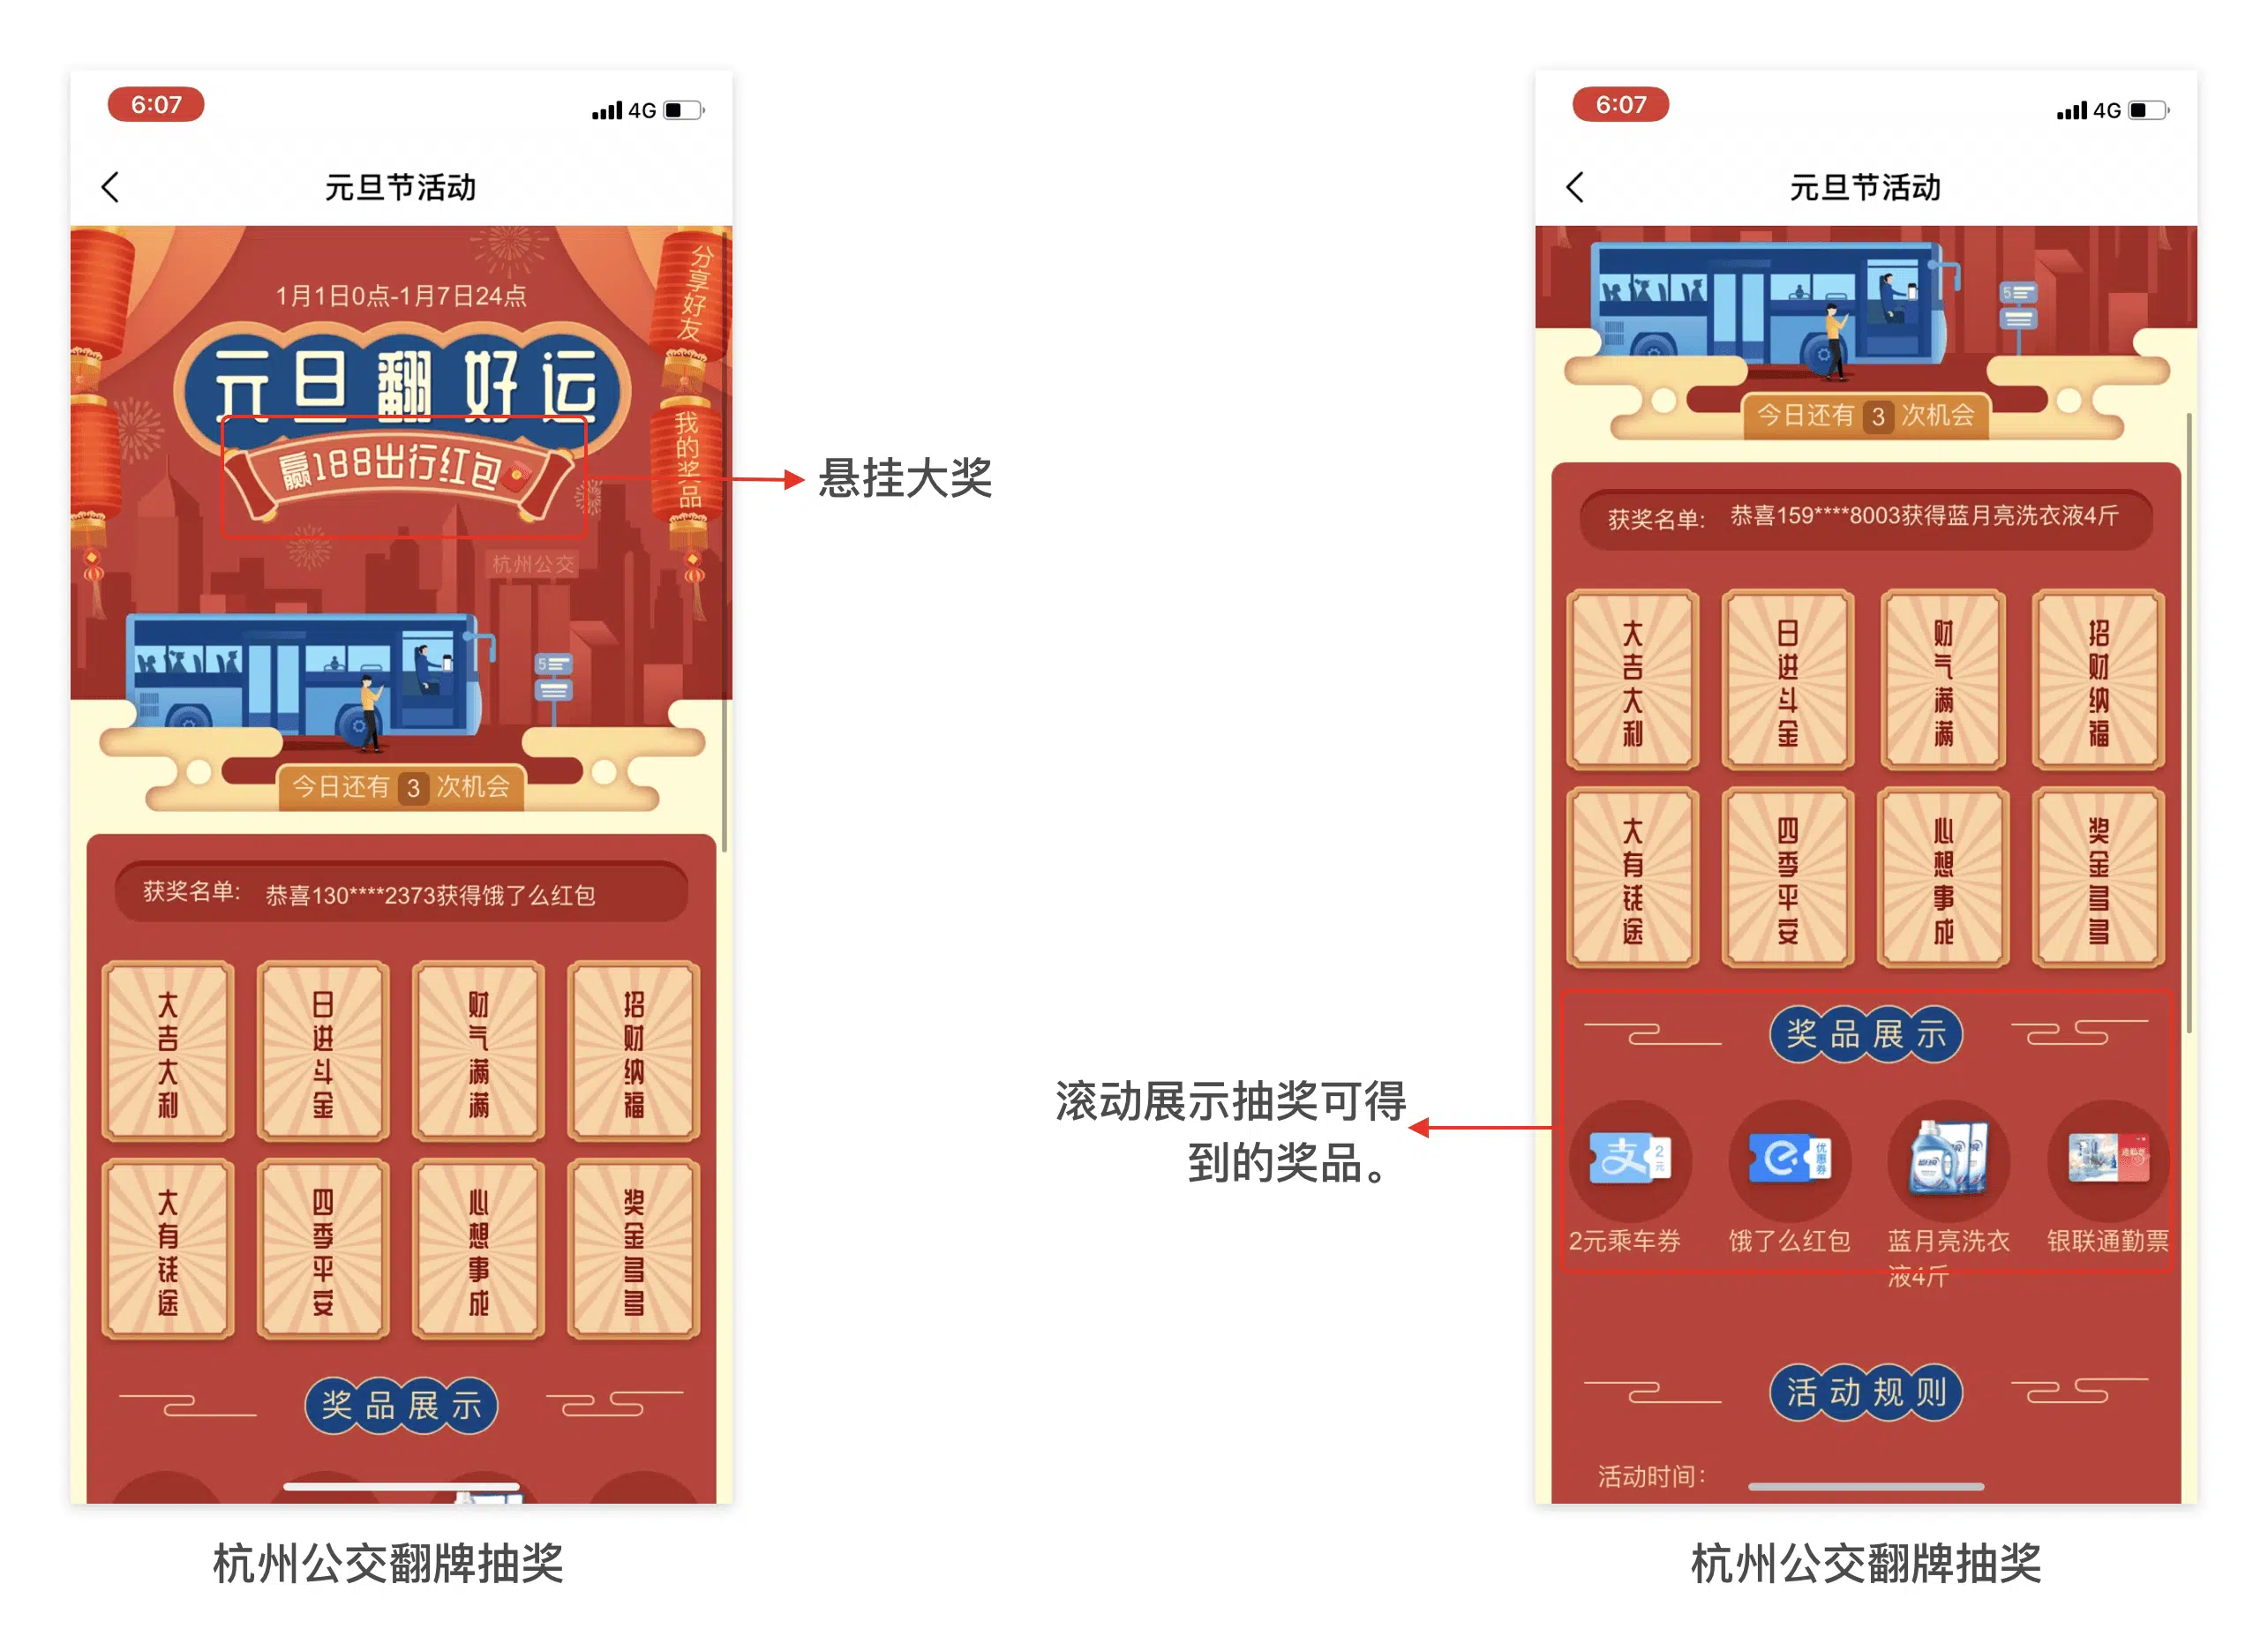 6:07
4G
元旦节活动
1月1日0点-1月7日24点
分享好友
元旦翻好运
赢188出行红包
我的奖品
悬挂大奖
杭州公交
5
今日还有 3 次机会
获奖名单: 恭喜130****2373获得饿了么红包
大吉大利
日进斗金
财气满满
招财纳福
大有钱途
四季平安
心想事成
奖金多多
奖品展示
杭州公交翻牌抽奖
6:07
4G
元旦节活动
5
今日还有 3 次机会
获奖名单: 恭喜159****8003获得蓝月亮洗衣液4斤
大吉大利
日进斗金
财气满满
招财纳福
大有钱途
四季平安
心想事成
奖金多多
奖品展示
滚动展示抽奖可得
到的奖品。
支 2元
优惠券
2元乘车券
饿了么红包
蓝月亮洗衣
液4斤
银联通勤票
活动规则
活动时间:
杭州公交翻牌抽奖